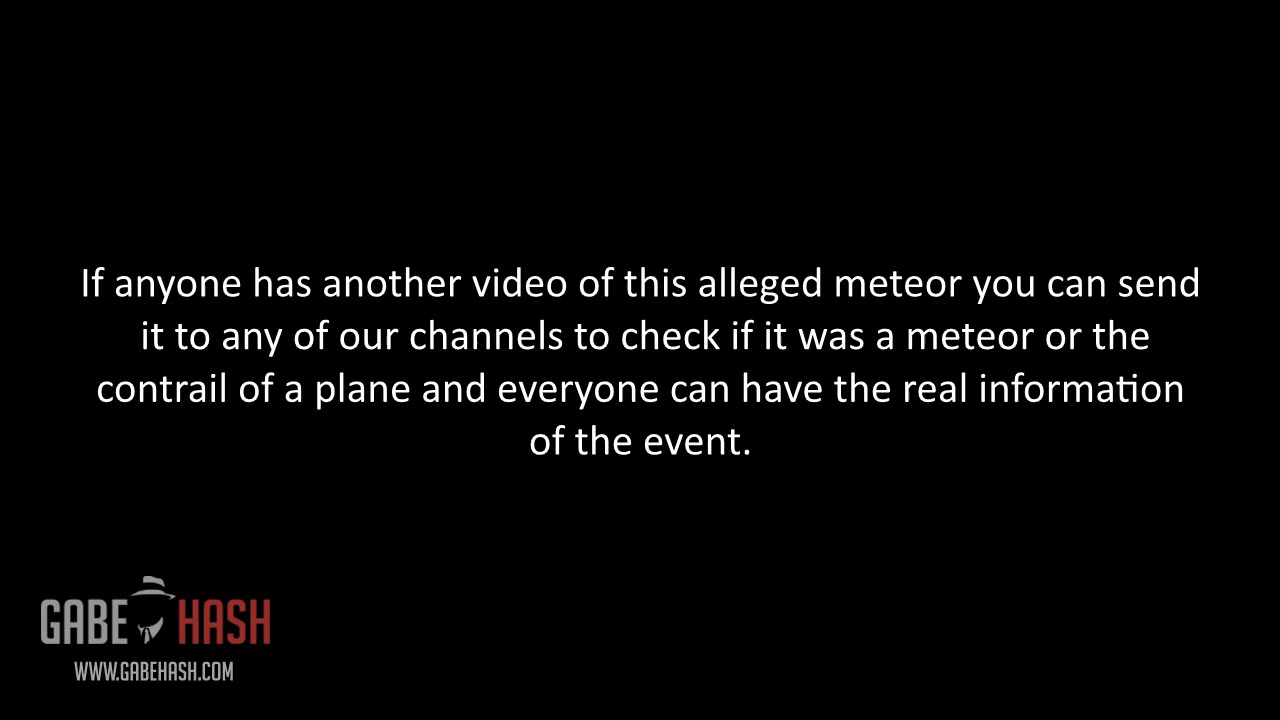 If anyone has another video of this alleged meteor you can send
it to any of our channels to check if it was a meteor or the
contrail of a plane and everyone can have the real information
of the event.
GABE HASH
WWW.GABEHASH.COM